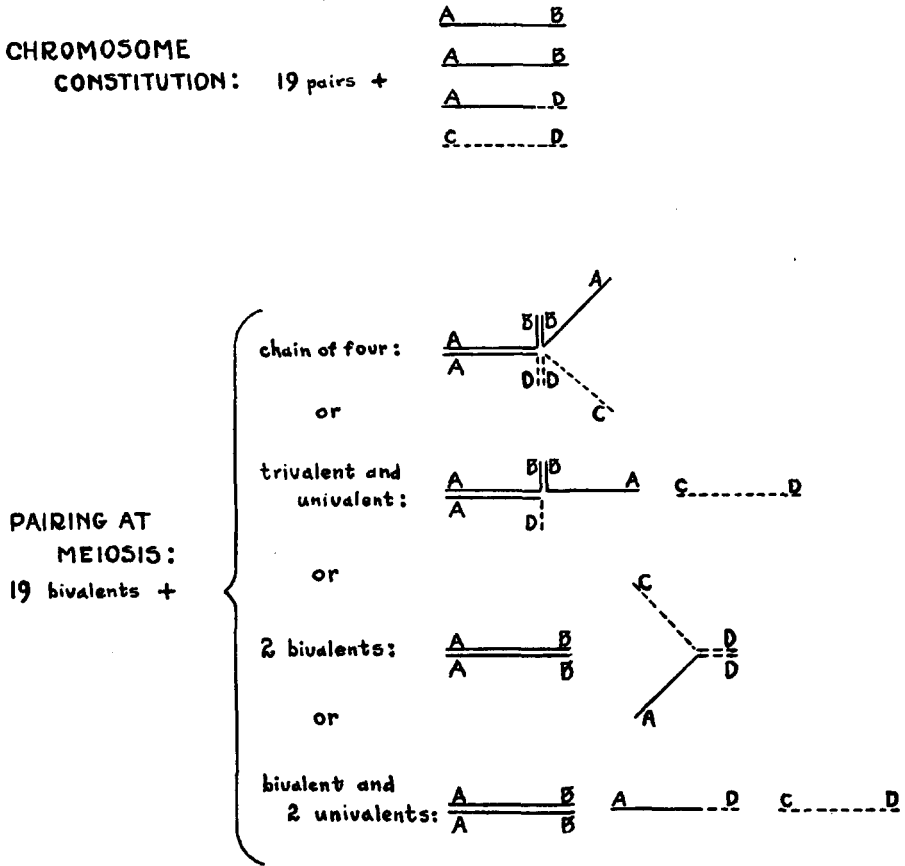 A B
CHROMOSOME
A B
CONSTITUTION: 19 pairs +
A D
C D
A
B B
chain of four: A
A
D D
C
or
trivalent and
B B
A A C D
univalent:
A
D
PAIRING AT
MEIOSIS:
or
C
19 bivalents +
2 bivalents: A B D
A B D
or
A
bivalent and
A B A D C D
2 univalents: A B